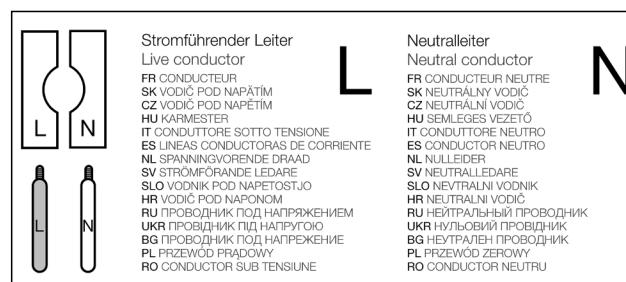 L N
L N
Stromführender Leiter
Live conductor
FR CONDUCTEUR
SK VODIČ POD NAPÄTÍM
CZ VODIČ POD NAPĚTÍM
HU KARMESTER
IT CONDUTTORE SOTTO TENSIONE
ES LINEAS CONDUCTORAS DE CORRIENTE
NL SPANNINGVORENDE DRAAD
SV STRÖMFÖRANDE LEDARE
SLO VODNIK POD NAPETOSTJO
HR VODIČ POD NAPONOM
RU ПРОВОДНИК ПОД НАПРЯЖЕНИЕМ
UKR ПРОВІДНИК ПІД НАПРУГОЮ
BG ПРОВОДНИК ПОД НАПРЕЖЕНИЕ
PL PRZEWÓD PRĄDOWY
RO CONDUCTOR SUB TENSIUNE
L
Neutralleiter
Neutral conductor
FR CONDUCTEUR NEUTRE
SK NEUTRÁLNY VODIČ
CZ NEUTRÁLNÍ VODIČ
HU SEMLEGES VEZETŐ
IT CONDUTTORE NEUTRO
ES CONDUCTOR NEUTRO
NL NULLEIDER
SV NEUTRALLEDARE
SLO NEVTRALNI VODNIK
HR NEUTRALNI VODIČ
RU НЕЙТРАЛЬНЫЙ ПРОВОДНИК
UKR НУЛЬОВИЙ ПРОВІДНИК
BG НЕУТРАЛЕН ПРОВОДНИК
PL PRZEWÓD ZEROWY
RO CONDUCTOR NEUTRU
N